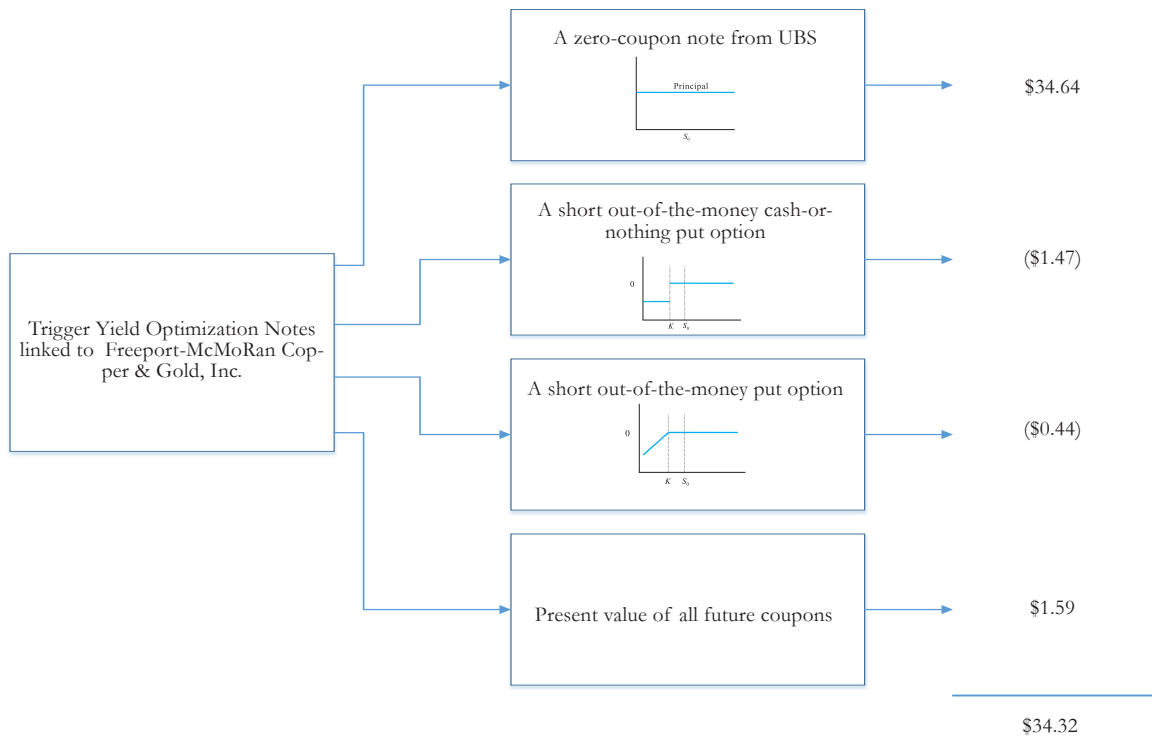 Trigger Yield Optimization Notes
linked to Freeport-McMoRan Cop-
per & Gold, Inc.
A zero-coupon note from UBS
Principal
S0
$34.64
A short out-of-the-money cash-or-
nothing put option
0
K S0
($1.47)
A short out-of-the-money put option
0
K S0
($0.44)
Present value of all future coupons
$1.59
$34.32